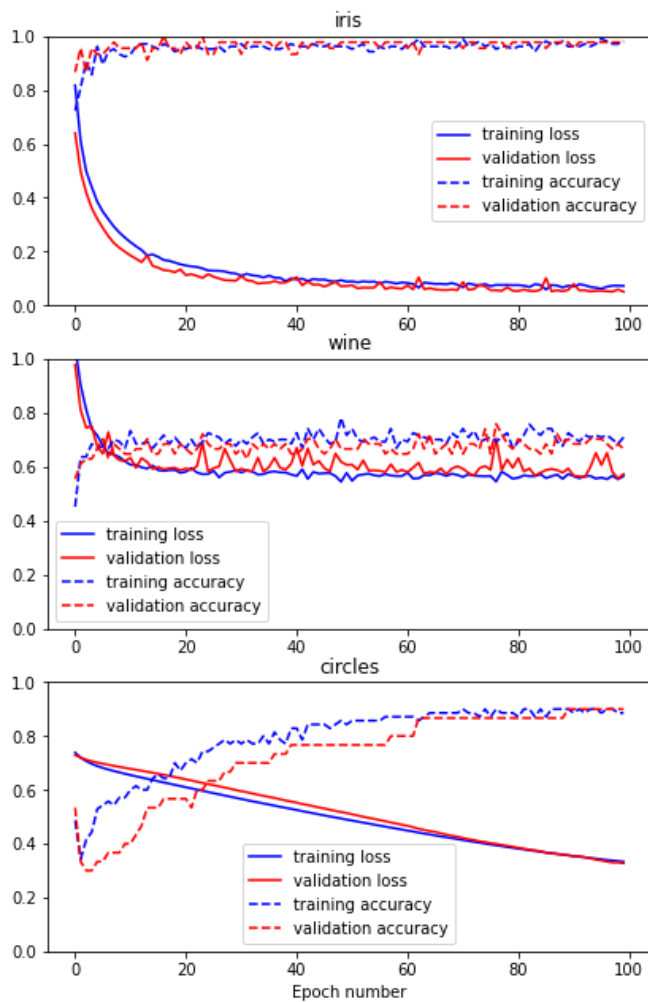 iris
1.0
0.8
0.6
0.4
0.2
0.0
training loss
validation loss
training accuracy
validation accuracy
0 20 40 60 80 100
wine
1.0
0.8
0.6
0.4
0.2
0.0
training loss
validation loss
training accuracy
validation accuracy
0 20 40 60 80 100
circles
1.0
0.8
0.6
0.4
0.2
0.0
training loss
validation loss
training accuracy
validation accuracy
0 20 40 60 80 100
Epoch number